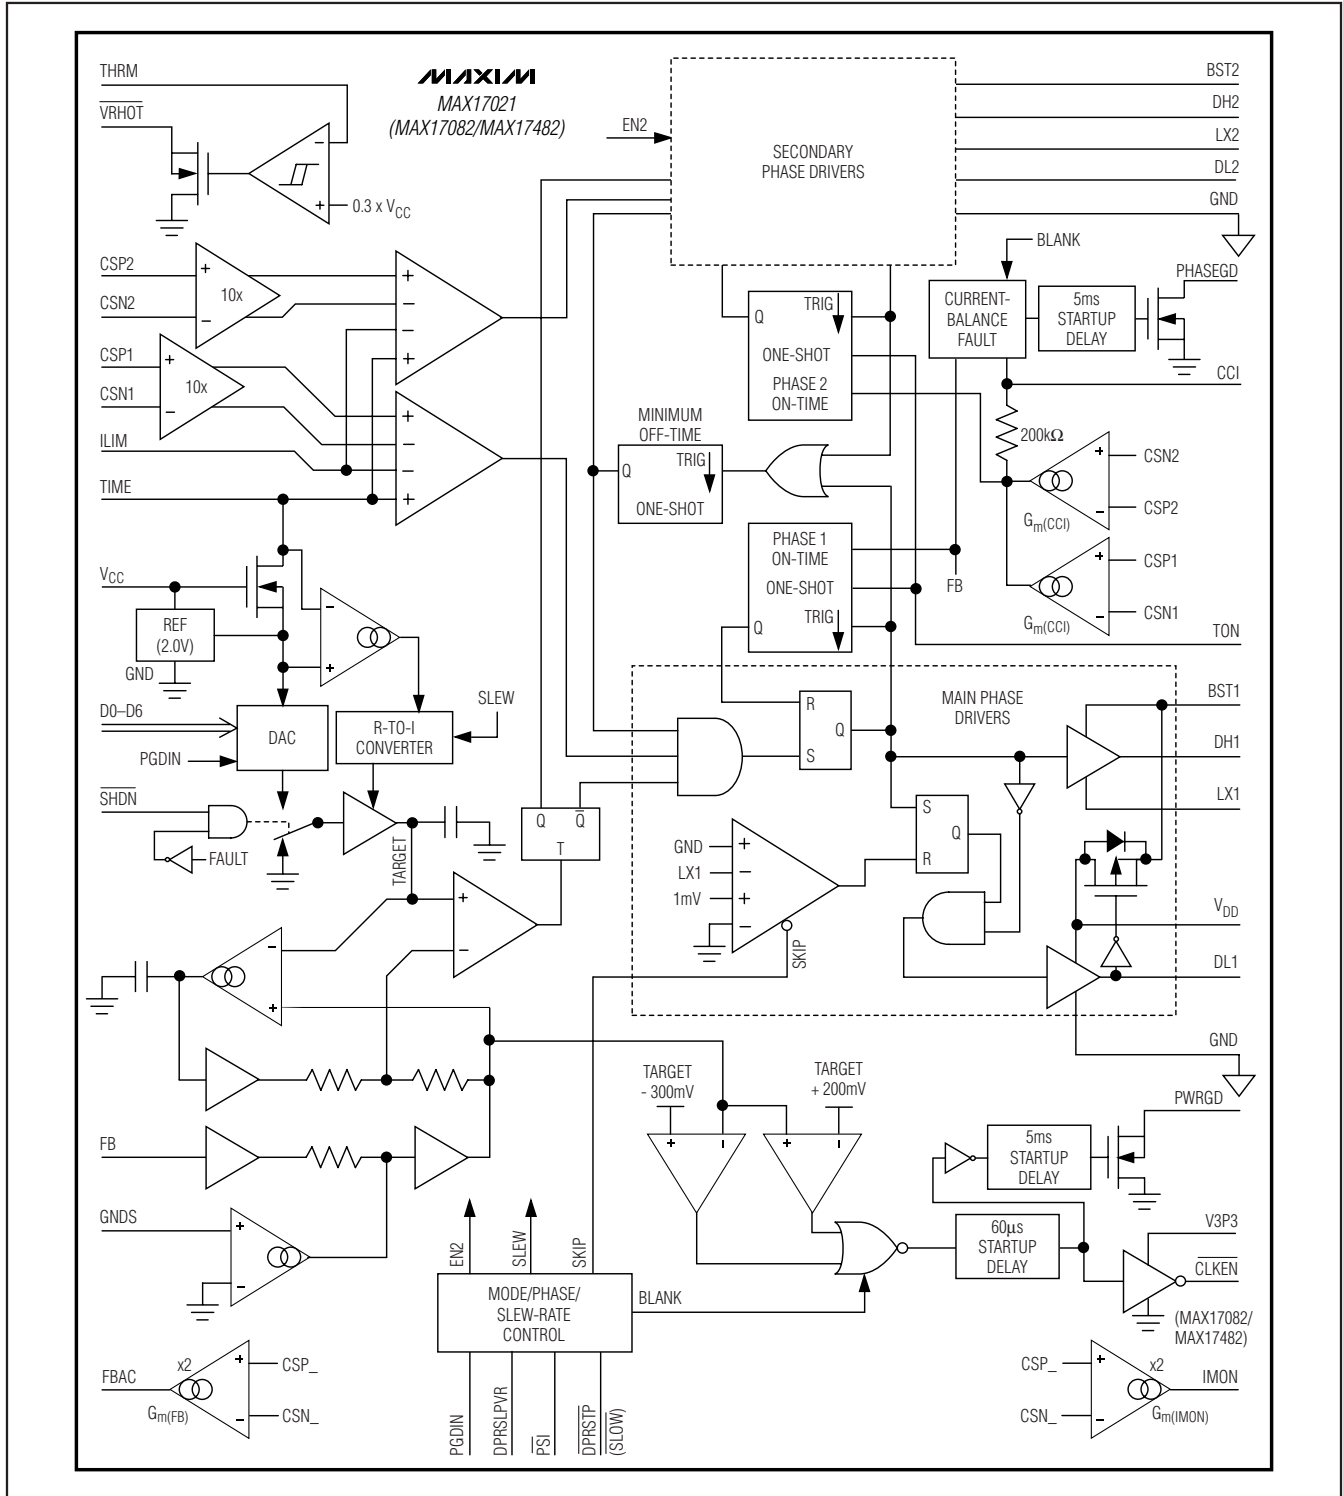 THRM
VRHOT
MAXIM
MAX17021
(MAX17082/MAX17482)
0.3 x VCC
EN2
SECONDARY
PHASE DRIVERS
BST2
DH2
LX2
DL2
GND
BLANK
PHASEGD
CSP2
CSN2
10x
CSP1
CSN1
10x
ILIM
TIME
+
−
−
+
+
−
−
+
Q
TRIG
ONE-SHOT
PHASE 2
ON-TIME
CURRENT-
BALANCE
FAULT
5ms
STARTUP
DELAY
CCI
200kΩ
MINIMUM
OFF-TIME
Q
TRIG
ONE-SHOT
CSN2
CSP2
Gm(CCI)
CSP1
CSN1
Gm(CCI)
PHASE 1
ON-TIME
ONE-SHOT
TRIG
Q
FB
TON
VCC
REF
(2.0V)
GND
D0–D6
DAC
PGDIN
R-TO-I
CONVERTER
SLEW
SHDN
FAULT
TARGET
Q
Q
T
MAIN PHASE
DRIVERS
R
Q
S
S
Q
R
GND
LX1
1mV
+
−
+
−
SKIP
BST1
DH1
LX1
VDD
DL1
GND
FB
GNDS
TARGET
- 300mV
TARGET
+ 200mV
PWRGD
5ms
STARTUP
DELAY
60µs
STARTUP
DELAY
V3P3
CLKEN
(MAX17082/
MAX17482)
EN2
SLEW
SKIP
MODE/PHASE/
SLEW-RATE
CONTROL
BLANK
PGDIN
DPRSLPVR
PSI
DPRSTP
(SLOW)
FBAC
x2
Gm(FB)
CSP_
CSN_
CSP_
CSN_
x2
Gm(IMON)
IMON